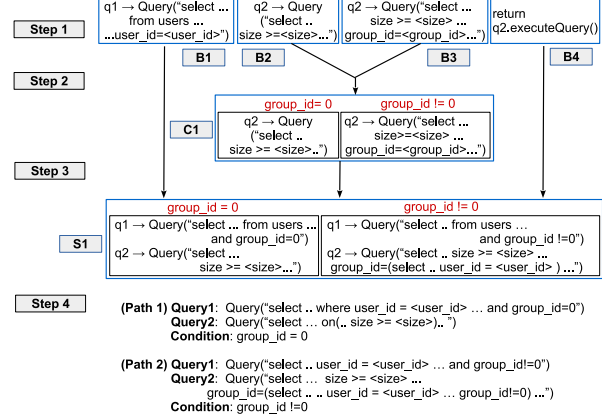 Step 1
q1 → Query("select ...
from users ...
...user_id=<user_id>")
q2 → Query
("select ..
size >=<size>...")
q2 → Query("select ...
size >= <size> ...
group_id=<group_id>...")
return
q2.executeQuery()
B1
B2
B3
B4
Step 2
group_id= 0
group_id != 0
C1
q2 → Query
("select ..
size >= <size>..")
q2 → Query("select ...
size>=<size> ...
group_id=<group_id>...")
Step 3
group_id = 0
group_id != 0
S1
q1 → Query("select ... from users ...
and group_id=0")
q2 → Query("select ...
size >= <size>...")
q1 → Query("select .. from users ...
and group_id !=0")
q2 → Query("select .. size >= <size> ...
group_id=(select .. user_id = <user_id> ) ...")
Step 4
(Path 1) Query1: Query("select .. where user_id = <user_id> ... and group_id=0")
Query2: Query("select ... on(.. size >= <size>).. ")
Condition: group_id = 0
(Path 2) Query1: Query("select .. user_id = <user_id> ... and group_id!=0")
Query2: Query("select ... size >= <size> ...
group_id=(select .. .. user_id = <user_id> ... group_id!=0) ...")
Condition: group_id !=0